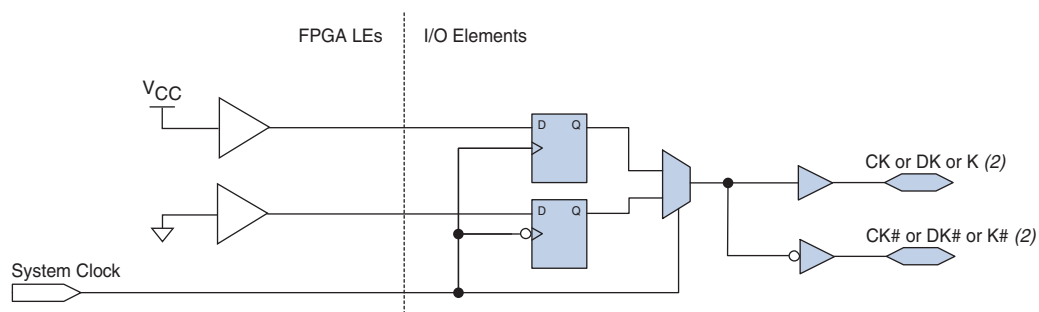 FPGA LEs
I/O Elements
VCC
D Q
CK or DK or K (2)
D Q
CK# or DK# or K# (2)
System Clock